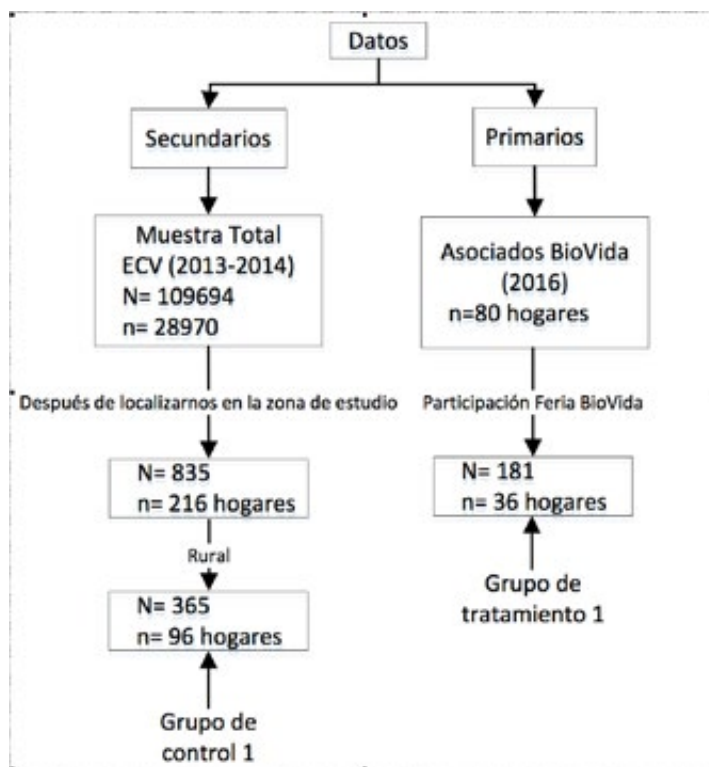 Datos
Secundarios
Primarios
Muestra Total
ECV (2013-2014)
N= 109694
n= 28970
Asociados BioVida
(2016)
n=80 hogares
Después de localizarnos en la zona de estudio
Participación Feria BioVida
N= 835
n= 216 hogares
N= 181
n= 36 hogares
Rural
N= 365
n= 96 hogares
Grupo de
tratamiento 1
Grupo de
control 1